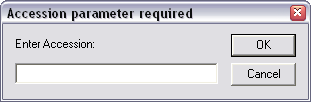 Accession parameter required
Enter Accession:
OK
Cancel